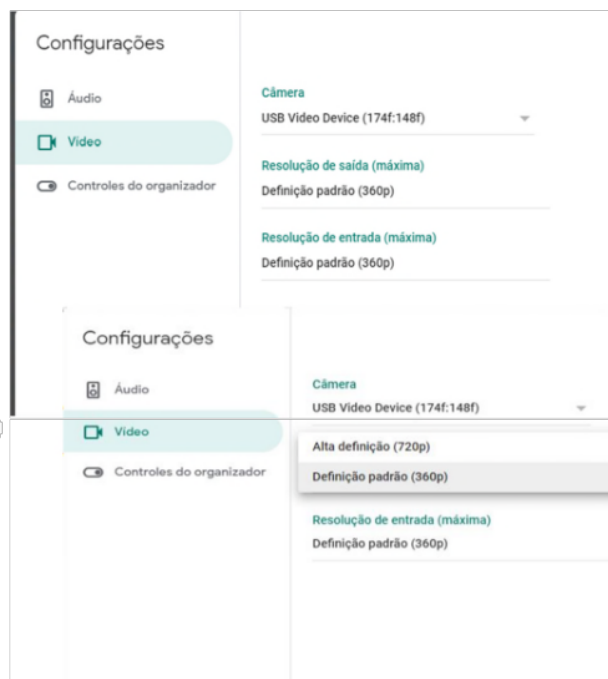 Configurações
Áudio
Vídeo
Controles do organizador
Câmera
USB Video Device (174f:148f)
Resolução de saída (máxima)
Definição padrão (360p)
Resolução de entrada (máxima)
Definição padrão (360p)
Configurações
Áudio
Vídeo
Controles do organizador
Câmera
USB Video Device (174f:148f)
Alta definição (720p)
Definição padrão (360p)
Resolução de entrada (máxima)
Definição padrão (360p)